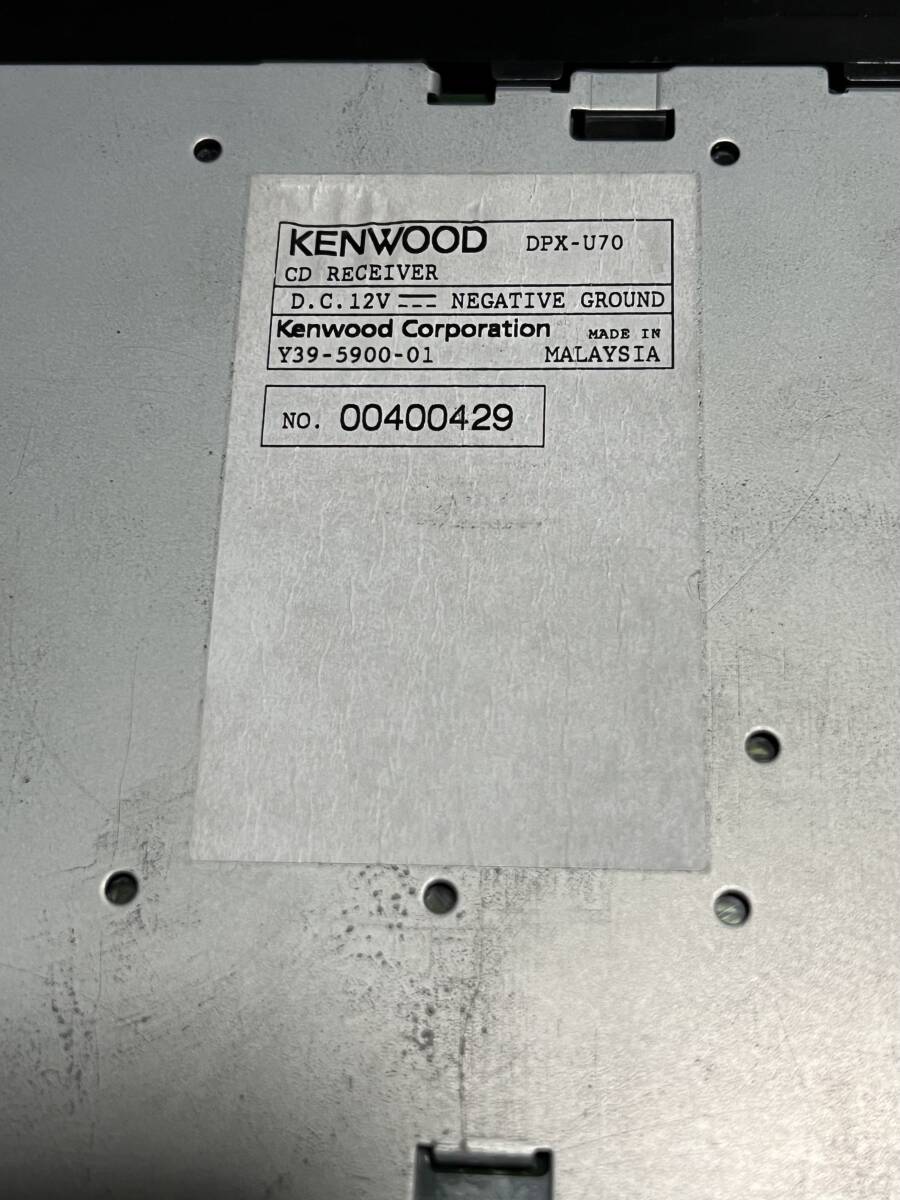 KENWOOD DPX-U70
CD RECEIVER
D.C.12V ⎓ NEGATIVE GROUND
Kenwood Corporation MADE IN
Y39-5900-01 MALAYSIA
NO. 00400429